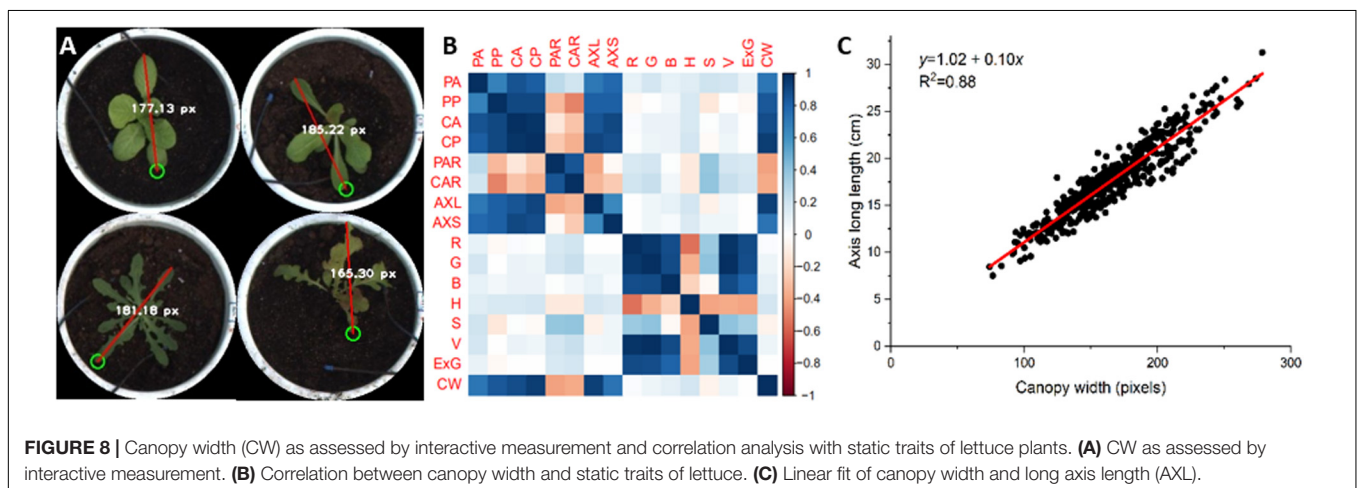 A
177.13 px
185.22 px
181.18 px
165.30 px
B
PA PP CA CP PAR CAR AXL AXS R G B H S V ExG CW
PA
PP
CA
CP
PAR
CAR
AXL
AXS
R
G
B
H
S
V
ExG
CW
1
0.8
0.6
0.4
0.2
0
−0.2
−0.4
−0.6
−0.8
−1
C
y=1.02 + 0.10x
R²=0.88
Axis long length (cm)
30
25
20
15
10
5
0
0 100 200 300
Canopy width (pixels)
FIGURE 8 | Canopy width (CW) as assessed by interactive measurement and correlation analysis with static traits of lettuce plants. (A) CW as assessed by
interactive measurement. (B) Correlation between canopy width and static traits of lettuce. (C) Linear fit of canopy width and long axis length (AXL).